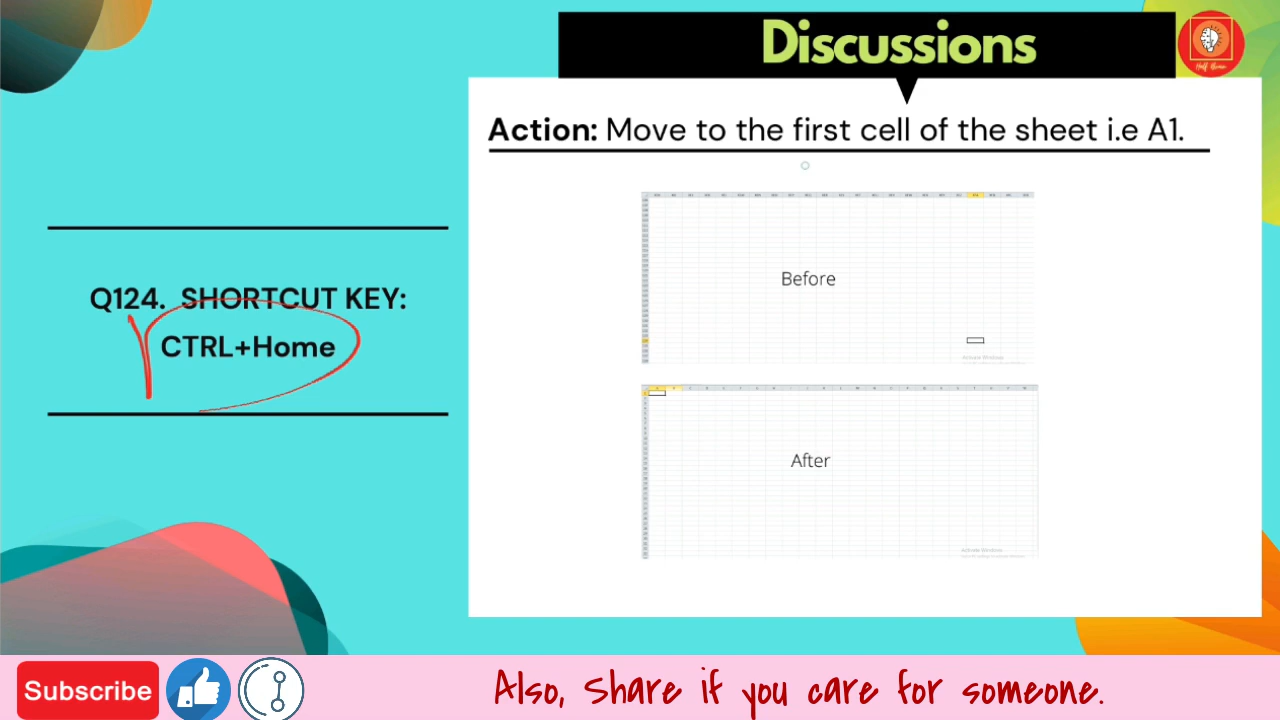 Discussions
Action: Move to the first cell of the sheet i.e A1.
Before
Q124. SHORTCUT KEY:
CTRL+Home
After
Subscribe
Also, Share if you care for someone.